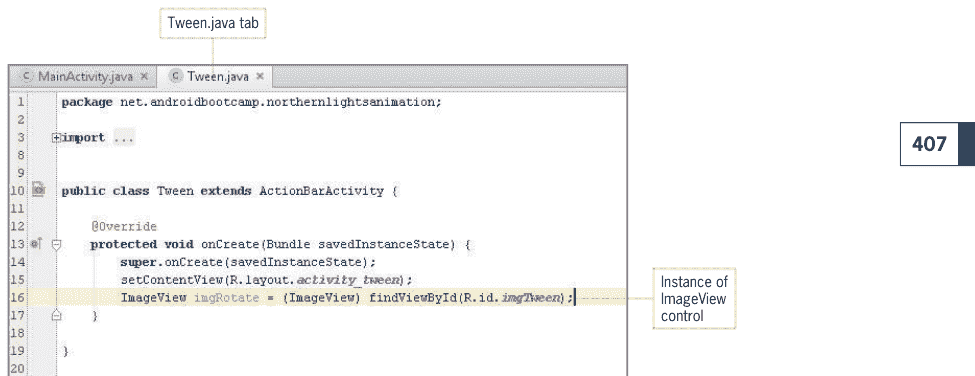 Tween.java tab
MainActivity.java ×
Tween.java ×
1 package net.androidbootcamp.northernlightsanimation;
2
3 import ...
8
9
10 public class Tween extends ActionBarActivity {
11
12 @Override
13 protected void onCreate(Bundle savedInstanceState) {
14 super.onCreate(savedInstanceState);
15 setContentView(R.layout.activity_tween);
16 ImageView imgRotate = (ImageView) findViewById(R.id.imgTween);
17 }
18
19 }
20
407
Instance of
ImageView
control